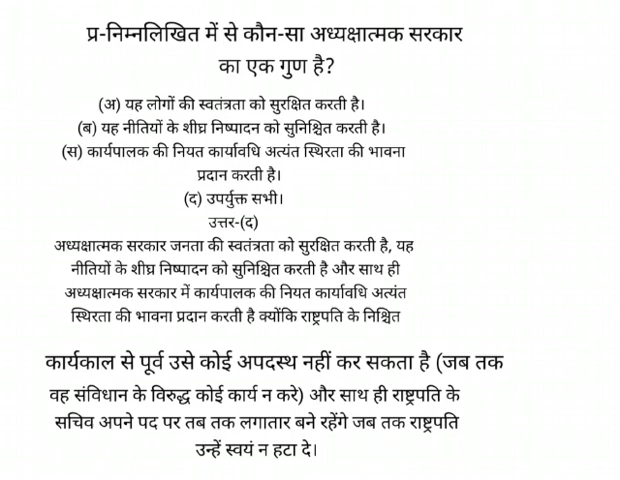 प्र-निम्नलिखित में से कौन-सा अध्यक्षात्मक सरकार
का एक गुण है?
(अ) यह लोगों की स्वतंत्रता को सुरक्षित करती है।
(ब) यह नीतियों के शीघ्र निष्पादन को सुनिश्चित करती है।
(स) कार्यपालक की नियत कार्यावधि अत्यंत स्थिरता की भावना
प्रदान करती है।
(द) उपर्युक्त सभी।
उत्तर-(द)
अध्यक्षात्मक सरकार जनता की स्वतंत्रता को सुरक्षित करती है, यह
नीतियों के शीघ्र निष्पादन को सुनिश्चित करती है और साथ ही
अध्यक्षात्मक सरकार में कार्यपालक की नियत कार्यावधि अत्यंत
स्थिरता की भावना प्रदान करती है क्योंकि राष्ट्रपति के निश्चित
कार्यकाल से पूर्व उसे कोई अपदस्थ नहीं कर सकता है (जब तक
वह संविधान के विरुद्ध कोई कार्य न करे) और साथ ही राष्ट्रपति के
सचिव अपने पद पर तब तक लगातार बने रहेंगे जब तक राष्ट्रपति
उन्हें स्वयं न हटा दे।